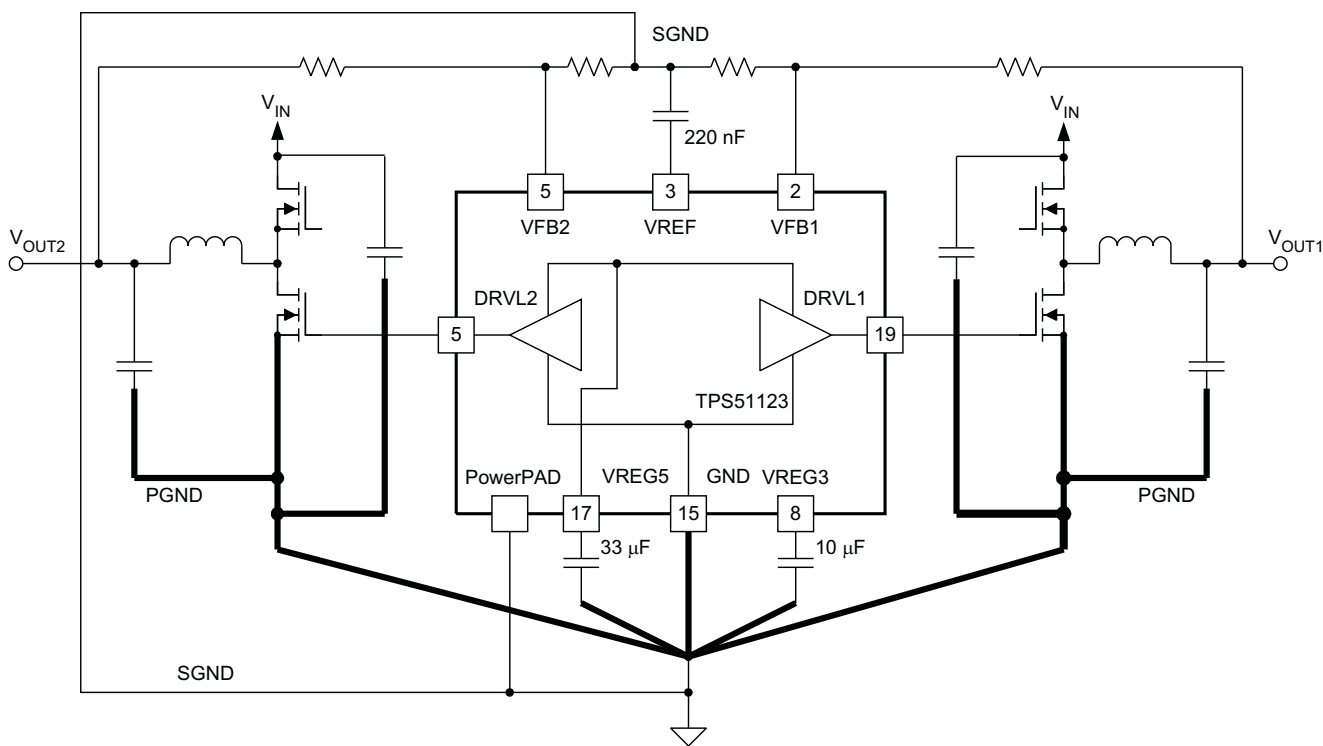 SGND
V_IN
V_IN
220 nF
5
3
2
VFB2
VREF
VFB1
V_OUT2
V_OUT1
DRVL2
DRVL1
5
19
TPS51123
PowerPAD
VREG5
GND
VREG3
PGND
PGND
17
15
8
33 μF
10 μF
SGND